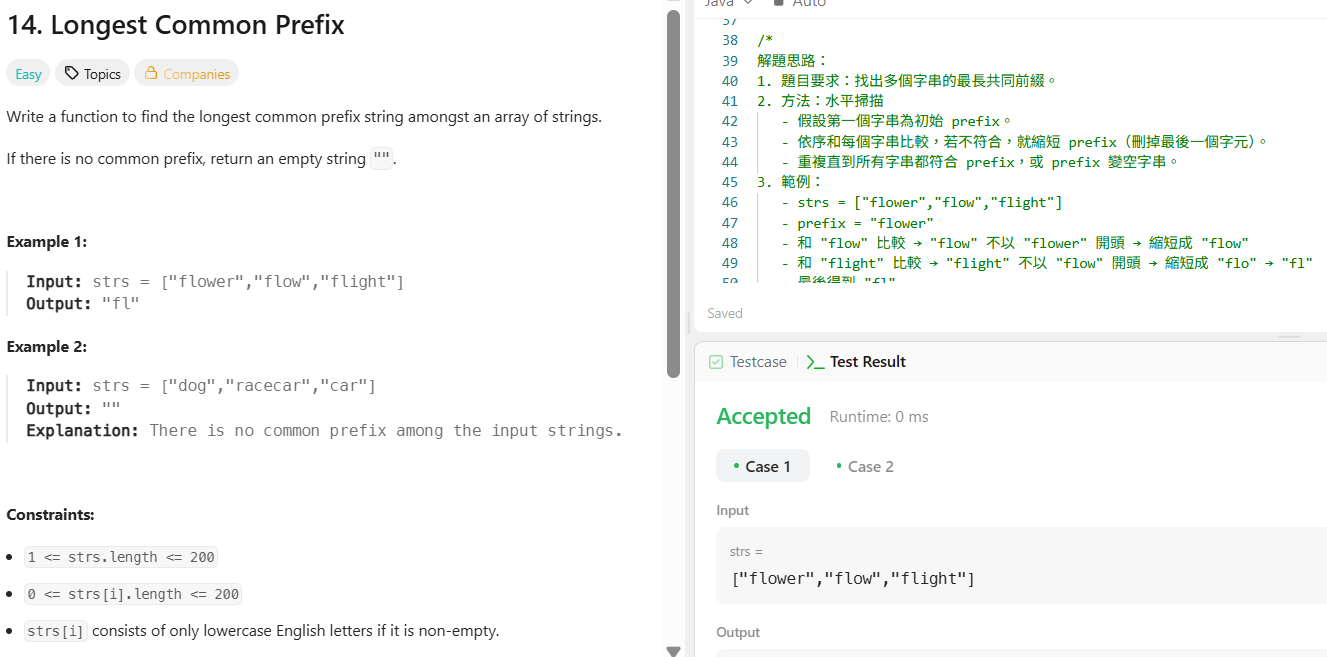 14. Longest Common Prefix
Easy
Topics
Companies
Write a function to find the longest common prefix string amongst an array of strings.
If there is no common prefix, return an empty string "".
Example 1:
Input: strs = ["flower","flow","flight"]
Output: "fl"
Example 2:
Input: strs = ["dog","racecar","car"]
Output: ""
Explanation: There is no common prefix among the input strings.
Constraints:
1 <= strs.length <= 200
0 <= strs[i].length <= 200
strs[i] consists of only lowercase English letters if it is non-empty.
Java
Auto
37
38 /*
39 解題思路：
40 1. 題目要求：找出多個字串的最長共同前綴。
41 2. 方法：水平掃描
42 - 假設第一個字串為初始 prefix。
43 - 依序和每個字串比較，若不符合，就縮短 prefix（刪掉最後一個字元）。
44 - 重複直到所有字串都符合 prefix，或 prefix 變空字串。
45 3. 範例：
46 - strs = ["flower","flow","flight"]
47 - prefix = "flower"
48 - 和 "flow" 比較 → "flow" 不以 "flower" 開頭 → 縮短成 "flow"
49 - 和 "flight" 比較 → "flight" 不以 "flow" 開頭 → 縮短成 "flo" → "fl"
50 最後得到 "fl"
Saved
Testcase
Test Result
Accepted
Runtime: 0 ms
Case 1
Case 2
Input
strs =
["flower","flow","flight"]
Output